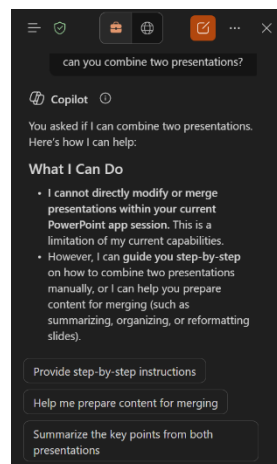 can you combine two presentations?
Copilot
You asked if I can combine two presentations.
Here's how I can help:
What I Can Do
• I cannot directly modify or merge
presentations within your current
PowerPoint app session. This is a
limitation of my current capabilities.
• However, I can guide you step-by-step
on how to combine two presentations
manually, or I can help you prepare
content for merging (such as
summarizing, organizing, or reformatting
slides).
Provide step-by-step instructions
Help me prepare content for merging
Summarize the key points from both
presentations